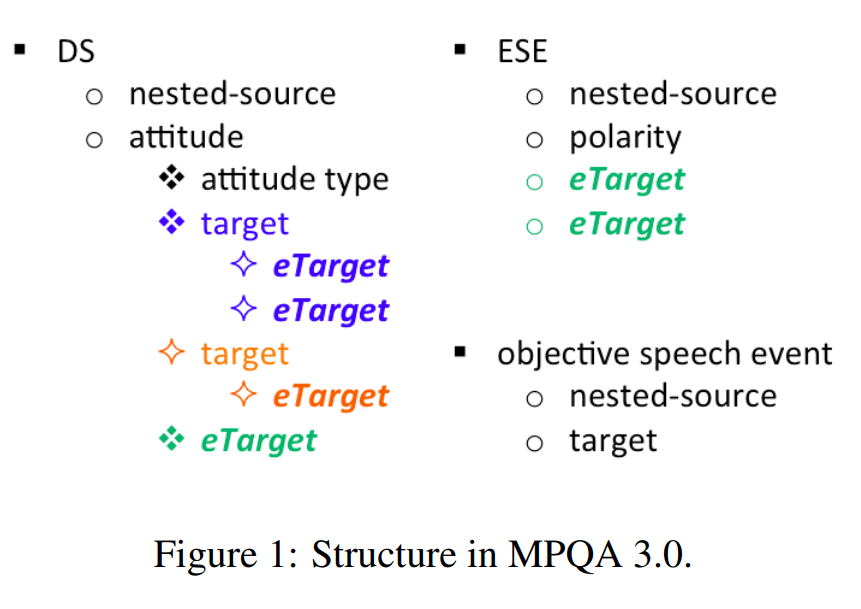 DS
nested-source
attitude
attitude type
target
eTarget
eTarget
target
eTarget
eTarget
ESE
nested-source
polarity
eTarget
eTarget
objective speech event
nested-source
target
Figure 1: Structure in MPQA 3.0.